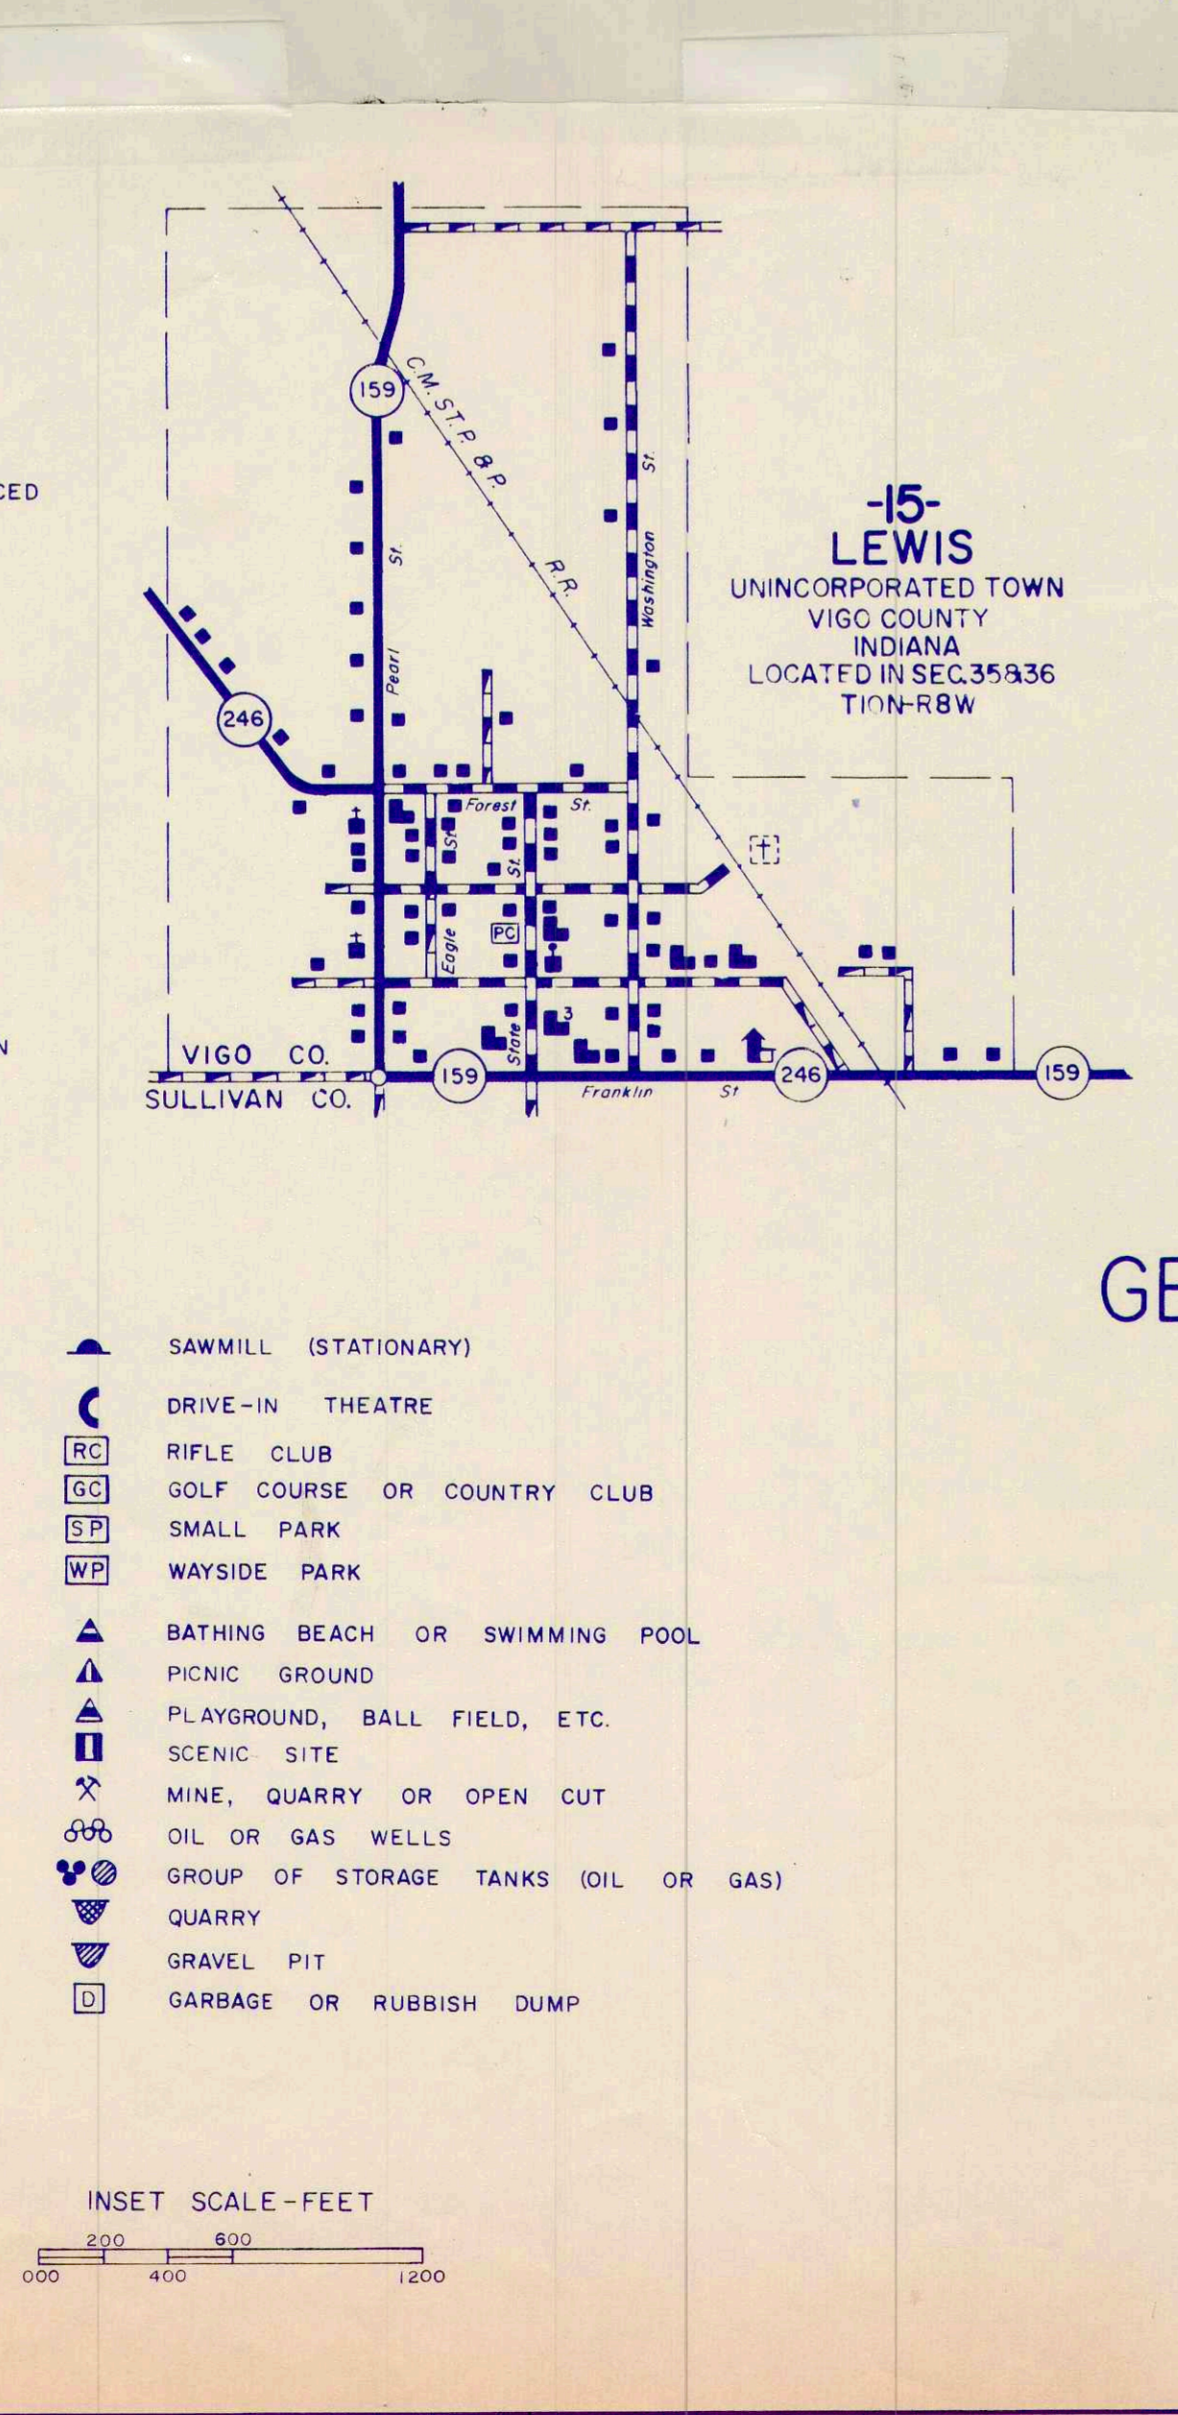 CED
159
C.M. ST. P. & P. R.R.
St.
Pearl
St.
Washington
-15-
LEWIS
UNINCORPORATED TOWN
VIGO COUNTY
INDIANA
LOCATED IN SEC.35&36
T10N-R8W
246
Forest St.
St.
Eagle
St.
State
PC
3
N
VIGO CO.
SULLIVAN CO.
159
Franklin St
246
159
GE
SAWMILL (STATIONARY)
DRIVE-IN THEATRE
RC RIFLE CLUB
GC GOLF COURSE OR COUNTRY CLUB
SP SMALL PARK
WP WAYSIDE PARK
BATHING BEACH OR SWIMMING POOL
PICNIC GROUND
PLAYGROUND, BALL FIELD, ETC.
SCENIC SITE
MINE, QUARRY OR OPEN CUT
OIL OR GAS WELLS
GROUP OF STORAGE TANKS (OIL OR GAS)
QUARRY
GRAVEL PIT
D GARBAGE OR RUBBISH DUMP
INSET SCALE-FEET
200 600
000 400 1200